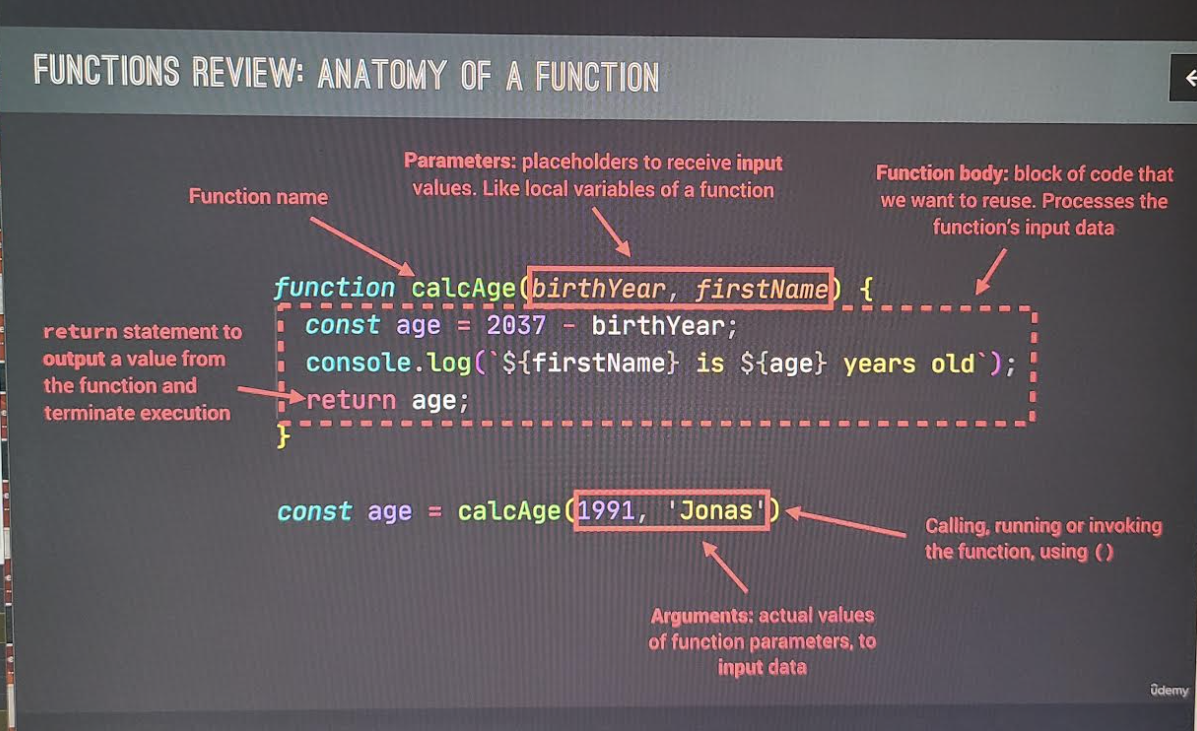 FUNCTIONS REVIEW: ANATOMY OF A FUNCTION
Parameters: placeholders to receive input
values. Like local variables of a function
Function name
Function body: block of code that
we want to reuse. Processes the
function's input data
function calcAge(birthYear, firstName) {
const age = 2037 - birthYear;
console.log(`${firstName} is ${age} years old`);
return age;
}
return statement to
output a value from
the function and
terminate execution
const age = calcAge(1991, 'Jonas')
Calling, running or invoking
the function, using ()
Arguments: actual values
of function parameters, to
input data
ûdemy